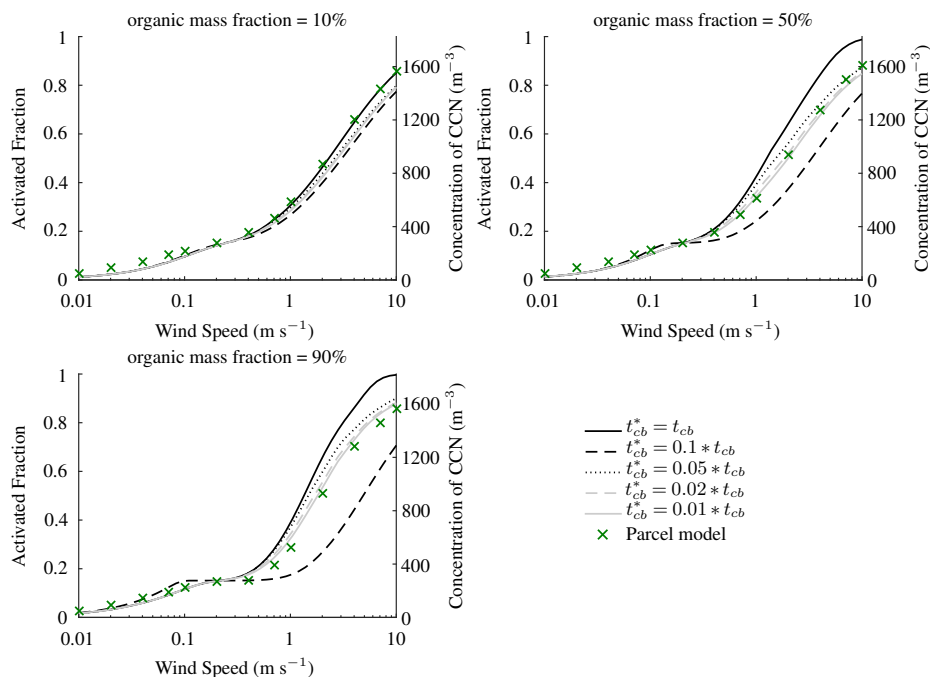 organic mass fraction = 10%
1
0.8
0.6
0.4
0.2
0
1600
1200
800
400
0
0.01
0.1
1
10
Activated Fraction
Concentration of CCN (m⁻³)
Wind Speed (m s⁻¹)
organic mass fraction = 50%
1
0.8
0.6
0.4
0.2
0
1600
1200
800
400
0
0.01
0.1
1
10
Activated Fraction
Concentration of CCN (m⁻³)
Wind Speed (m s⁻¹)
organic mass fraction = 90%
1
0.8
0.6
0.4
0.2
0
1600
1200
800
400
0
0.01
0.1
1
10
Activated Fraction
Concentration of CCN (m⁻³)
Wind Speed (m s⁻¹)
t*cb = tcb
t*cb = 0.1 * tcb
t*cb = 0.05 * tcb
t*cb = 0.02 * tcb
t*cb = 0.01 * tcb
Parcel model